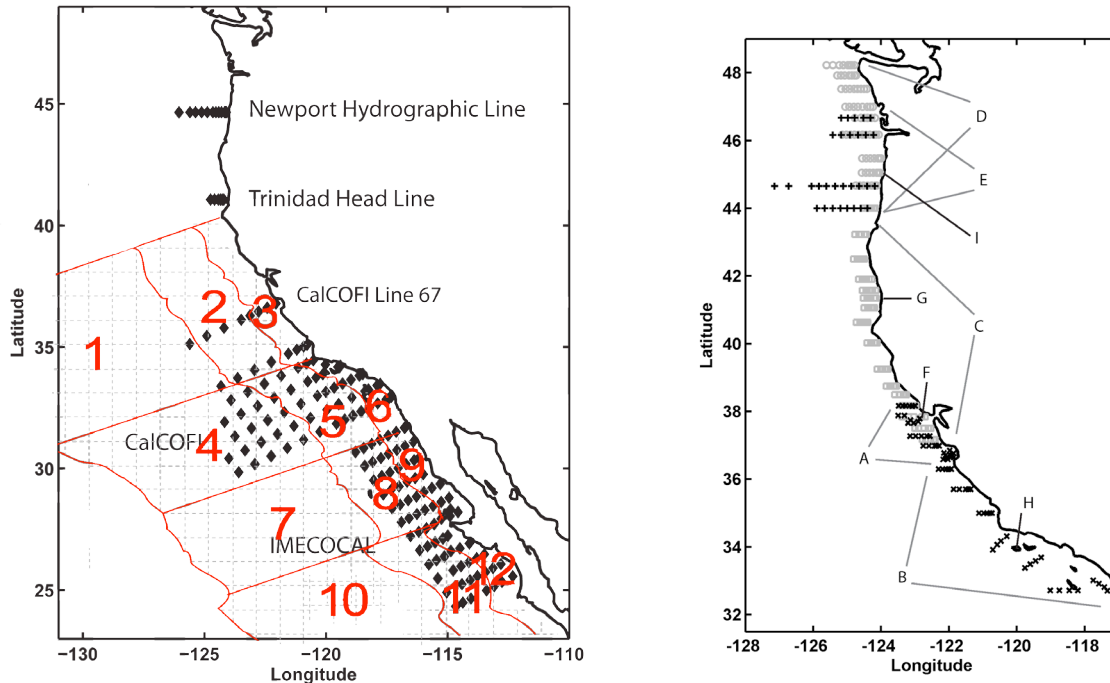 45
40
35
30
25
Latitude
Newport Hydrographic Line
Trinidad Head Line
CalCOFI Line 67
2
3
1
5
6
CalCOFI
4
9
8
7
IMECOCAL
12
10
11
−130
−125
−120
−115
−110
Longitude
48
46
44
42
40
38
36
34
32
Latitude
D
E
I
G
C
F
A
H
B
-128
-126
-124
-122
-120
-118
Longitude